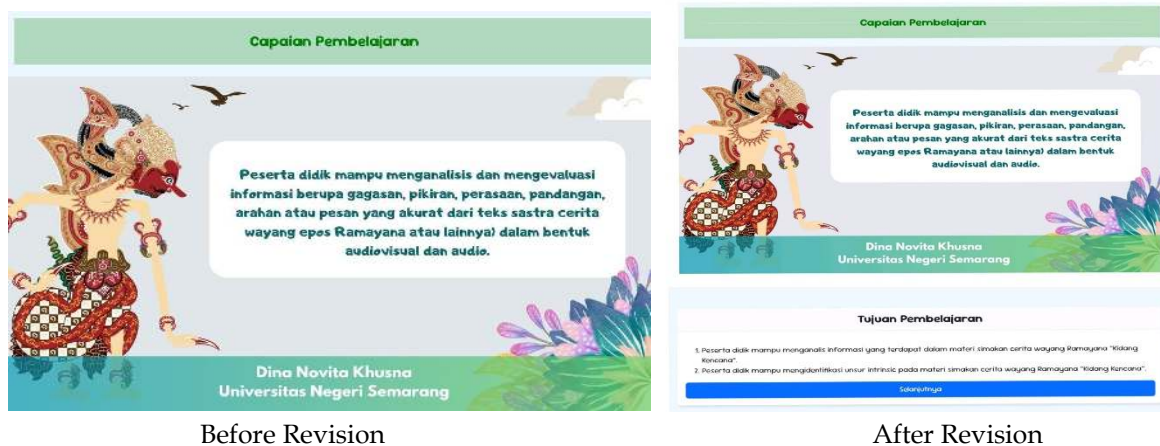 Capaian Pembelajaran
Peserta didik mampu menganalisis dan mengevaluasi
informasi berupa gagasan, pikiran, perasaan, pandangan,
arahan atau pesan yang akurat dari teks sastra cerita
wayang epos Ramayana atau lainnya) dalam bentuk
audiovisual dan audio.
Dina Novita Khusna
Universitas Negeri Semarang
Before Revision
Capaian Pembelajaran
Peserta didik mampu menganalisis dan mengevaluasi
informasi berupa gagasan, pikiran, perasaan, pandangan,
arahan atau pesan yang akurat dari teks sastra cerita
wayang epos Ramayana atau lainnya) dalam bentuk
audiovisual dan audio.
Dina Novita Khusna
Universitas Negeri Semarang
Tujuan Pembelajaran
1. Peserta didik mampu menganalis informasi yang terdapat dalam materi simakan cerita wayang Ramayana "Kidang
Kencana".
2. Peserta didik mampu mengidentifikasi unsur intrinsic pada materi simakan cerita wayang Ramayana "Kidang Kencana".
Selanjutnya
After Revision